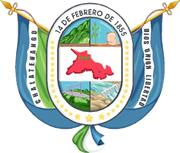 14 DE FEBRERO DE 1855
CHALATENANGO
DIOS UNION LIBERTAD